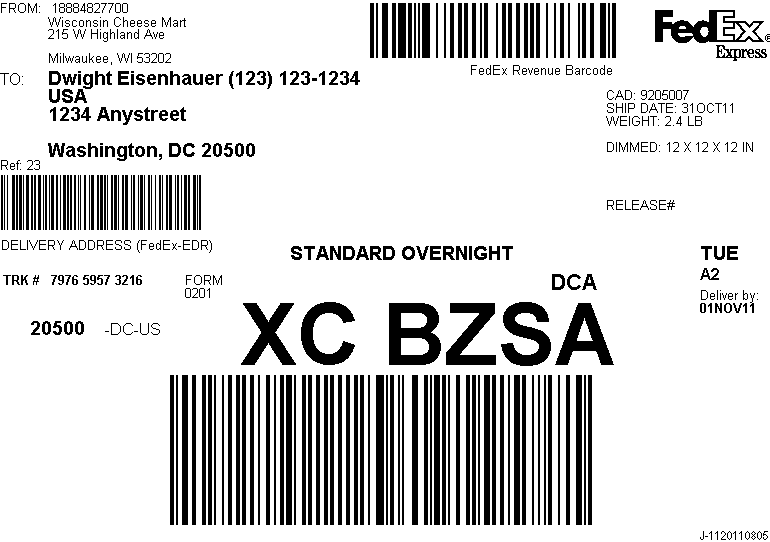 FROM: 18884827700
Wisconsin Cheese Mart
215 W Highland Ave
Milwaukee, WI 53202
FedEx®
Express
FedEx Revenue Barcode
TO: Dwight Eisenhauer (123) 123-1234
USA
1234 Anystreet
Washington, DC 20500
CAD: 9205007
SHIP DATE: 31OCT11
WEIGHT: 2.4 LB
DIMMED: 12 X 12 X 12 IN
Ref: 23
RELEASE#
DELIVERY ADDRESS (FedEx-EDR)
STANDARD OVERNIGHT
TUE
TRK # 7976 5957 3216
FORM
0201
DCA
A2
Deliver by:
01NOV11
20500 -DC-US
XC BZSA
J-1120110805